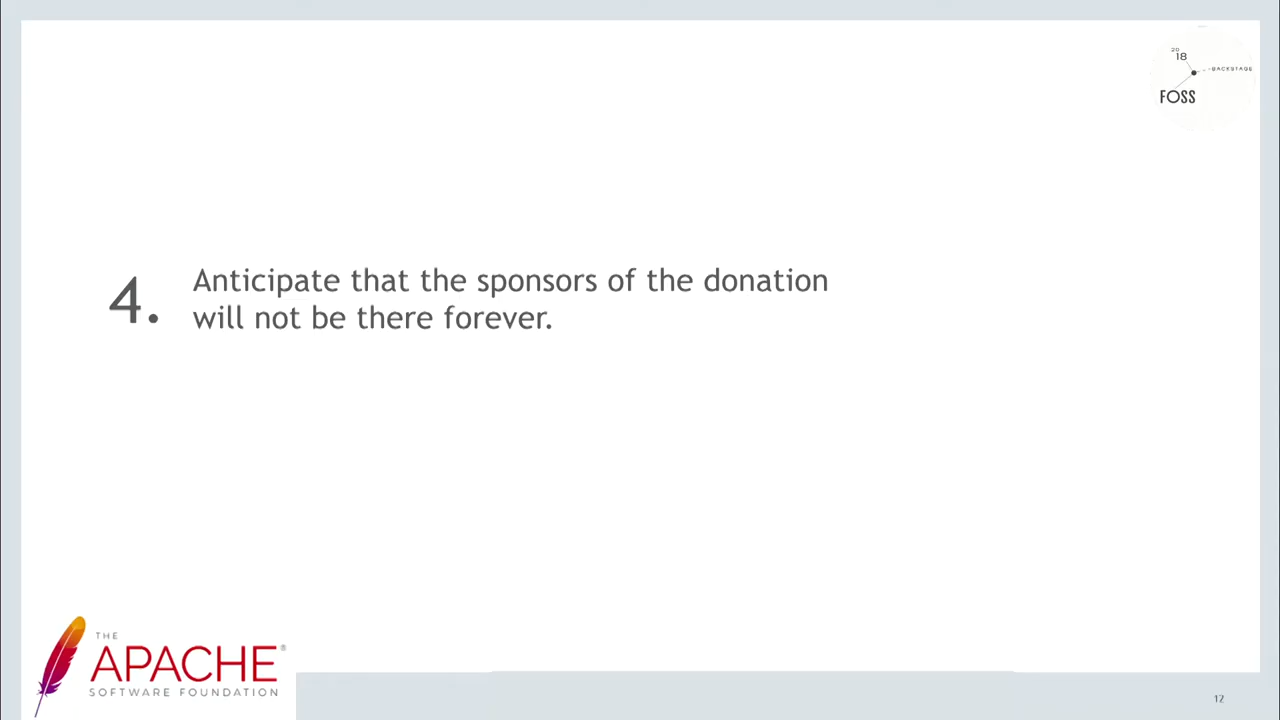 20
18
BACKSTAGE
FOSS
4.
Anticipate that the sponsors of the donation
will not be there forever.
THE
APACHE®
SOFTWARE FOUNDATION
12